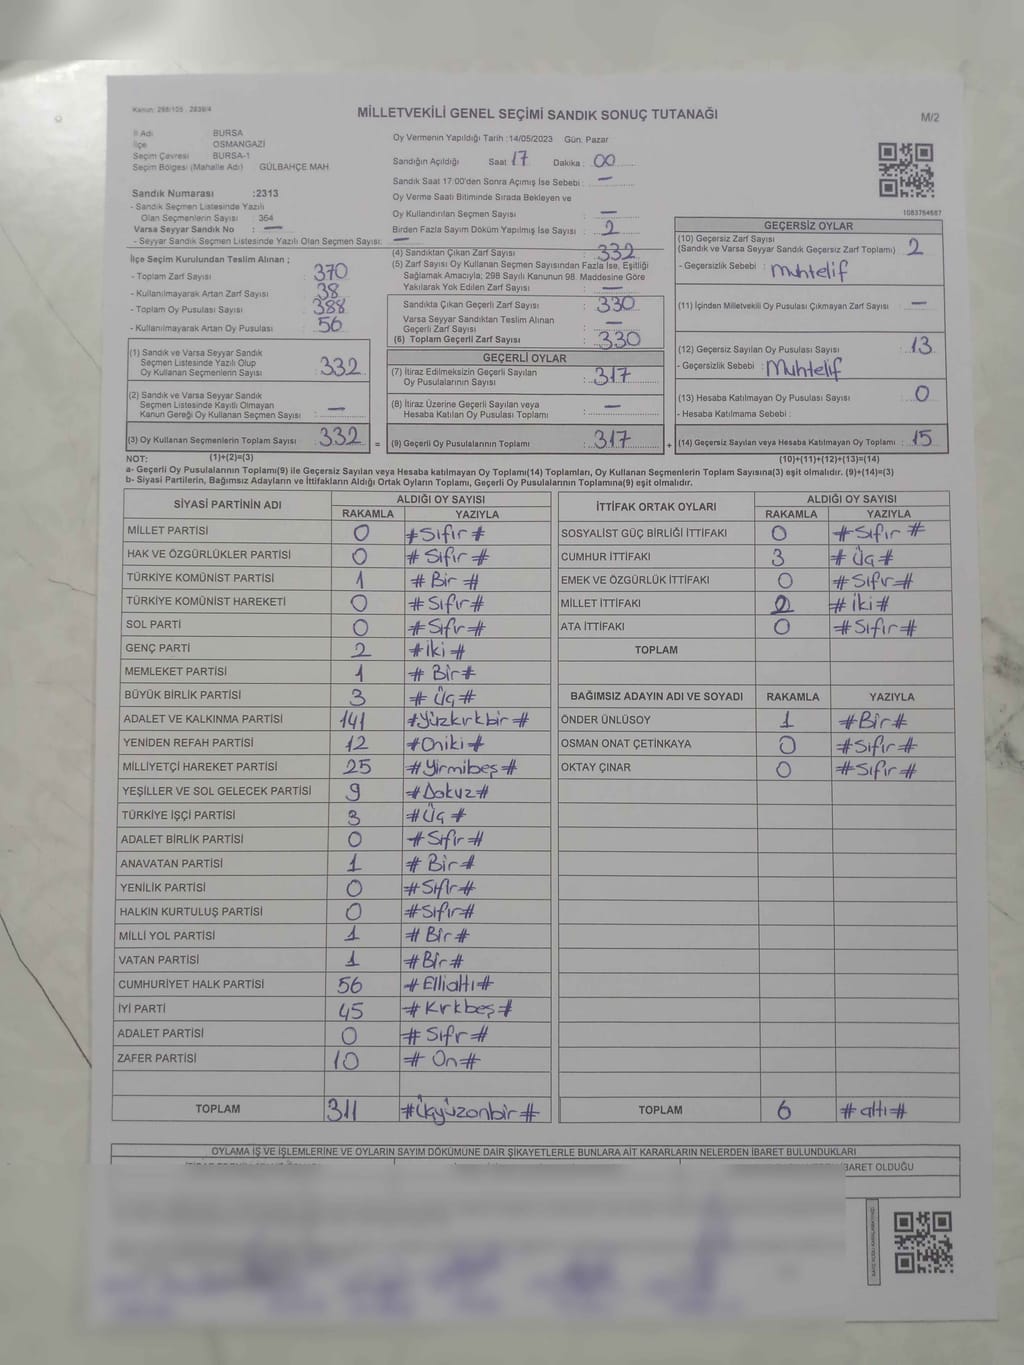 Kanun: 298/105 , 2839/4
MİLLETVEKİLİ GENEL SEÇİMİ SANDIK SONUÇ TUTANAĞI
M/2
İl Adı BURSA
İlçe OSMANGAZİ
Seçim Çevresi BURSA-1
Seçim Bölgesi (Mahalle Adı) GÜLBAHÇE MAH
Sandık Numarası :2313
- Sandık Seçmen Listesinde Yazılı
Olan Seçmenlerin Sayısı : 364
Varsa Seyyar Sandık No : —
- Seyyar Sandık Seçmen Listesinde Yazılı Olan Seçmen Sayısı: —
İlçe Seçim Kurulundan Teslim Alınan ;
- Toplam Zarf Sayısı : 370
- Kullanılmayarak Artan Zarf Sayısı : 38
- Toplam Oy Pusulası Sayısı : 388
- Kullanılmayarak Artan Oy Pusulası : 56
(1) Sandık ve Varsa Seyyar Sandık
Seçmen Listesinde Yazılı Olup
Oy Kullanan Seçmenlerin Sayısı : 332
(2) Sandık ve Varsa Seyyar Sandık
Seçmen Listesinde Kayıtlı Olmayan
Kanun Gereği Oy Kullanan Seçmen Sayısı : —
(3) Oy Kullanan Seçmenlerin Toplam Sayısı : 332 =
Oy Vermenin Yapıldığı Tarih :14/05/2023 Gün: Pazar
Sandığın Açıldığı Saat 17 Dakika : 00
Sandık Saat 17:00'den Sonra Açımış İse Sebebi : —
Oy Verme Saati Bitiminde Sırada Bekleyen ve
Oy Kullandırılan Seçmen Sayısı : —
Birden Fazla Sayım Döküm Yapılmış İse Sayısı : 2
(4) Sandıktan Çıkan Zarf Sayısı : 332
(5) Zarf Sayısı Oy Kullanan Seçmen Sayısından Fazla İse, Eşitliği
Sağlamak Amacıyla; 298 Sayılı Kanunun 98. Maddesine Göre
Yakılarak Yok Edilen Zarf Sayısı : —
Sandıkta Çıkan Geçerli Zarf Sayısı : 330
Varsa Seyyar Sandıktan Teslim Alınan
Geçerli Zarf Sayısı : —
(6) Toplam Geçerli Zarf Sayısı : 330
GEÇERLİ OYLAR
(7) İtiraz Edilmeksizin Geçerli Sayılan
Oy Pusulalarının Sayısı : 317
(8) İtiraz Üzerine Geçerli Sayılan veya
Hesaba Katılan Oy Pusulası Toplamı : —
(9) Geçerli Oy Pusulalarının Toplamı : 317 +
1083764687
GEÇERSİZ OYLAR
(10) Geçersiz Zarf Sayısı
(Sandık ve Varsa Seyyar Sandık Geçersiz Zarf Toplamı) : 2
- Geçersizlik Sebebi : muhtelif
(11) İçinden Milletvekili Oy Pusulası Çıkmayan Zarf Sayısı : —
(12) Geçersiz Sayılan Oy Pusulası Sayısı : 13
- Geçersizlik Sebebi : Muhtelif
(13) Hesaba Katılmayan Oy Pusulası Sayısı : 0
- Hesaba Katılmama Sebebi :
(14) Geçersiz Sayılan veya Hesaba Katılmayan Oy Toplamı : 15
NOT: (1)+(2)=(3) (10)+(11)+(12)+(13)=(14)
a- Geçerli Oy Pusulalarının Toplamı(9) ile Geçersiz Sayılan veya Hesaba katılmayan Oy Toplamı(14) Toplamları, Oy Kullanan Seçmenlerin Toplam Sayısına(3) eşit olmalıdır. (9)+(14)=(3)
b- Siyasi Partilerin, Bağımsız Adayların ve İttifakların Aldığı Ortak Oyların Toplamı, Geçerli Oy Pusulalarının Toplamına(9) eşit olmalıdır.
SİYASİ PARTİNİN ADI ALDIĞI OY SAYISI
RAKAMLA YAZIYLA
MİLLET PARTİSİ 0 #Sıfır#
HAK VE ÖZGÜRLÜKLER PARTİSİ 0 #Sıfır#
TÜRKİYE KOMÜNİST PARTİSİ 1 #Bir#
TÜRKİYE KOMÜNİST HAREKETİ 0 #Sıfır#
SOL PARTİ 0 #Sıfır#
GENÇ PARTİ 2 #iki#
MEMLEKET PARTİSİ 1 #Bir#
BÜYÜK BİRLİK PARTİSİ 3 #Üç#
ADALET VE KALKINMA PARTİSİ 141 #Yüzkırkbir#
YENİDEN REFAH PARTİSİ 12 #Oniki#
MİLLİYETÇİ HAREKET PARTİSİ 25 #Yirmibeş#
YEŞİLLER VE SOL GELECEK PARTİSİ 9 #Dokuz#
TÜRKİYE İŞÇİ PARTİSİ 3 #Üç#
ADALET BİRLİK PARTİSİ 0 #Sıfır#
ANAVATAN PARTİSİ 1 #Bir#
YENİLİK PARTİSİ 0 #Sıfır#
HALKIN KURTULUŞ PARTİSİ 0 #Sıfır#
MİLLİ YOL PARTİSİ 1 #Bir#
VATAN PARTİSİ 1 #Bir#
CUMHURİYET HALK PARTİSİ 56 #Ellialtı#
İYİ PARTİ 45 #Kırkbeş#
ADALET PARTİSİ 0 #Sıfır#
ZAFER PARTİSİ 10 #On#
TOPLAM 311 #Üçyüzonbir#
İTTİFAK ORTAK OYLARI ALDIĞI OY SAYISI
RAKAMLA YAZIYLA
SOSYALİST GÜÇ BİRLİĞİ İTTİFAKI 0 #Sıfır#
CUMHUR İTTİFAKI 3 #Üç#
EMEK VE ÖZGÜRLÜK İTTİFAKI 0 #Sıfır#
MİLLET İTTİFAKI 2 #iki#
ATA İTTİFAKI 0 #Sıfır#
TOPLAM
BAĞIMSIZ ADAYIN ADI VE SOYADI RAKAMLA YAZIYLA
ÖNDER ÜNLÜSOY 1 #Bir#
OSMAN ONAT ÇETİNKAYA 0 #Sıfır#
OKTAY ÇINAR 0 #Sıfır#
TOPLAM 6 #altı#
OYLAMA İŞ VE İŞLEMLERİNE VE OYLARIN SAYIM DÖKÜMÜNE DAİR ŞİKAYETLERLE BUNLARA AİT KARARLARIN NELERDEN İBARET BULUNDUKLARI
BARET OLDUĞU